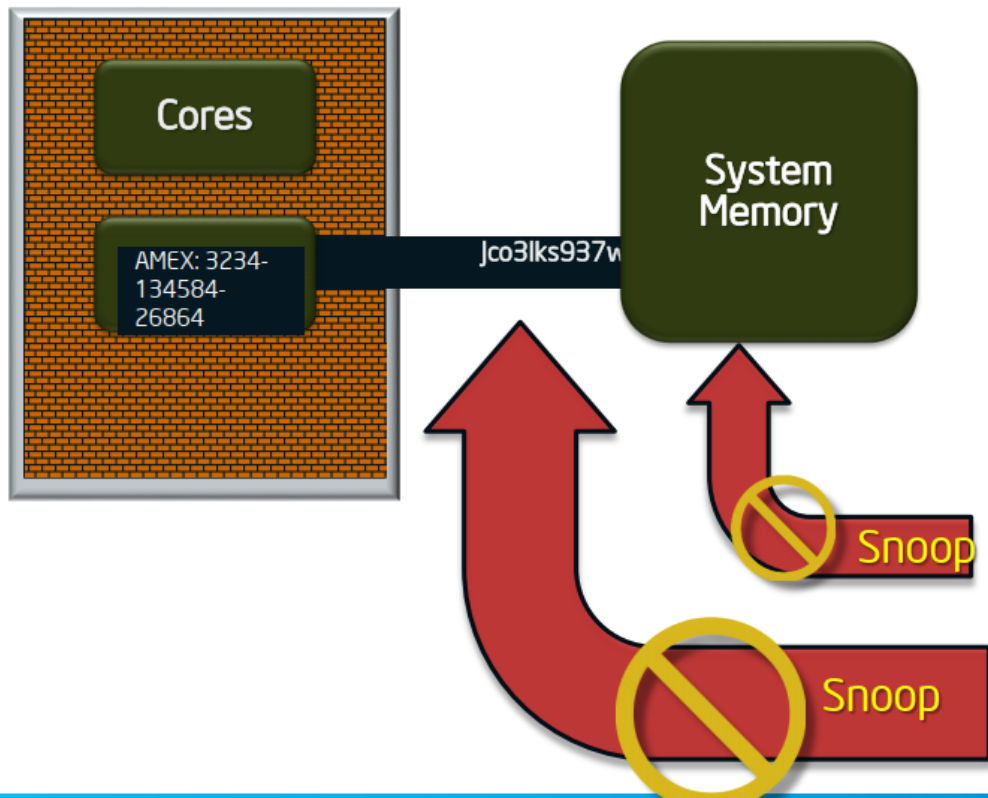 Cores
System
Memory
AMEX: 3234-
134584-
26864
Jco3lks937w
Snoop
Snoop